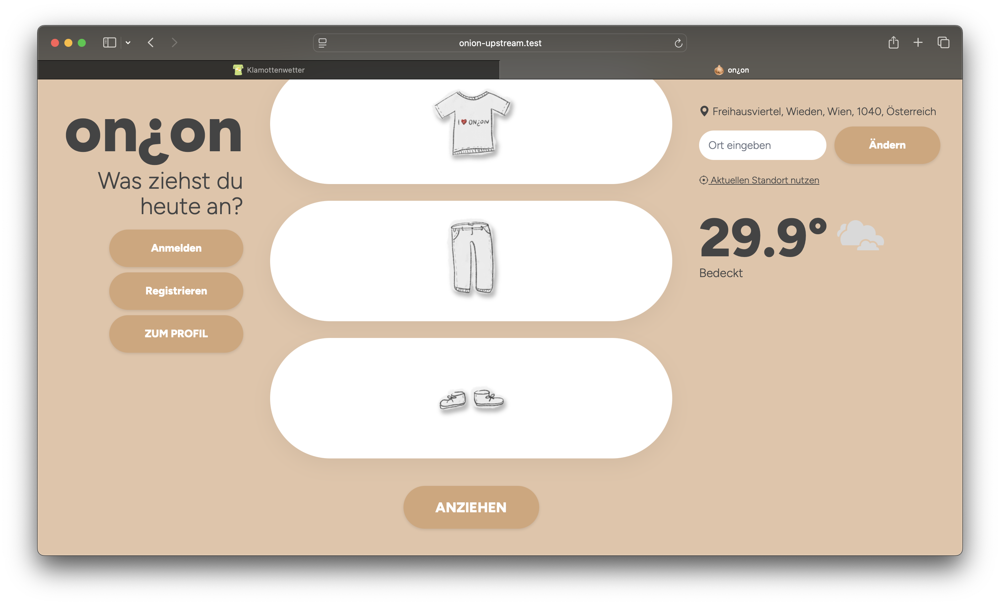 onion-upstream.test
Klamottenwetter
on¿on
on¿on
Was ziehst du
heute an?
Anmelden
Registrieren
ZUM PROFIL
I ❤ ON¿ON
ANZIEHEN
Freihausviertel, Wieden, Wien, 1040, Österreich
Ort eingeben
Ändern
Aktuellen Standort nutzen
29.9°
Bedeckt